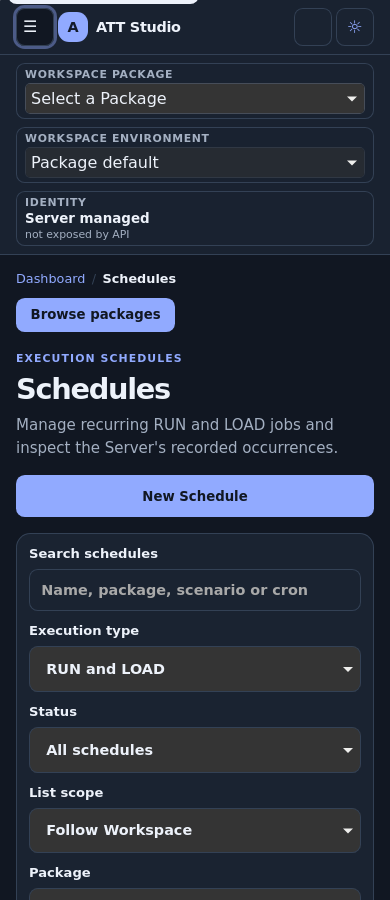 ☰
A
ATT Studio
WORKSPACE PACKAGE
Select a Package
WORKSPACE ENVIRONMENT
Package default
IDENTITY
Server managed
not exposed by API
Dashboard / Schedules
Browse packages
EXECUTION SCHEDULES
Schedules
Manage recurring RUN and LOAD jobs and
inspect the Server's recorded occurrences.
New Schedule
Search schedules
Name, package, scenario or cron
Execution type
RUN and LOAD
Status
All schedules
List scope
Follow Workspace
Package